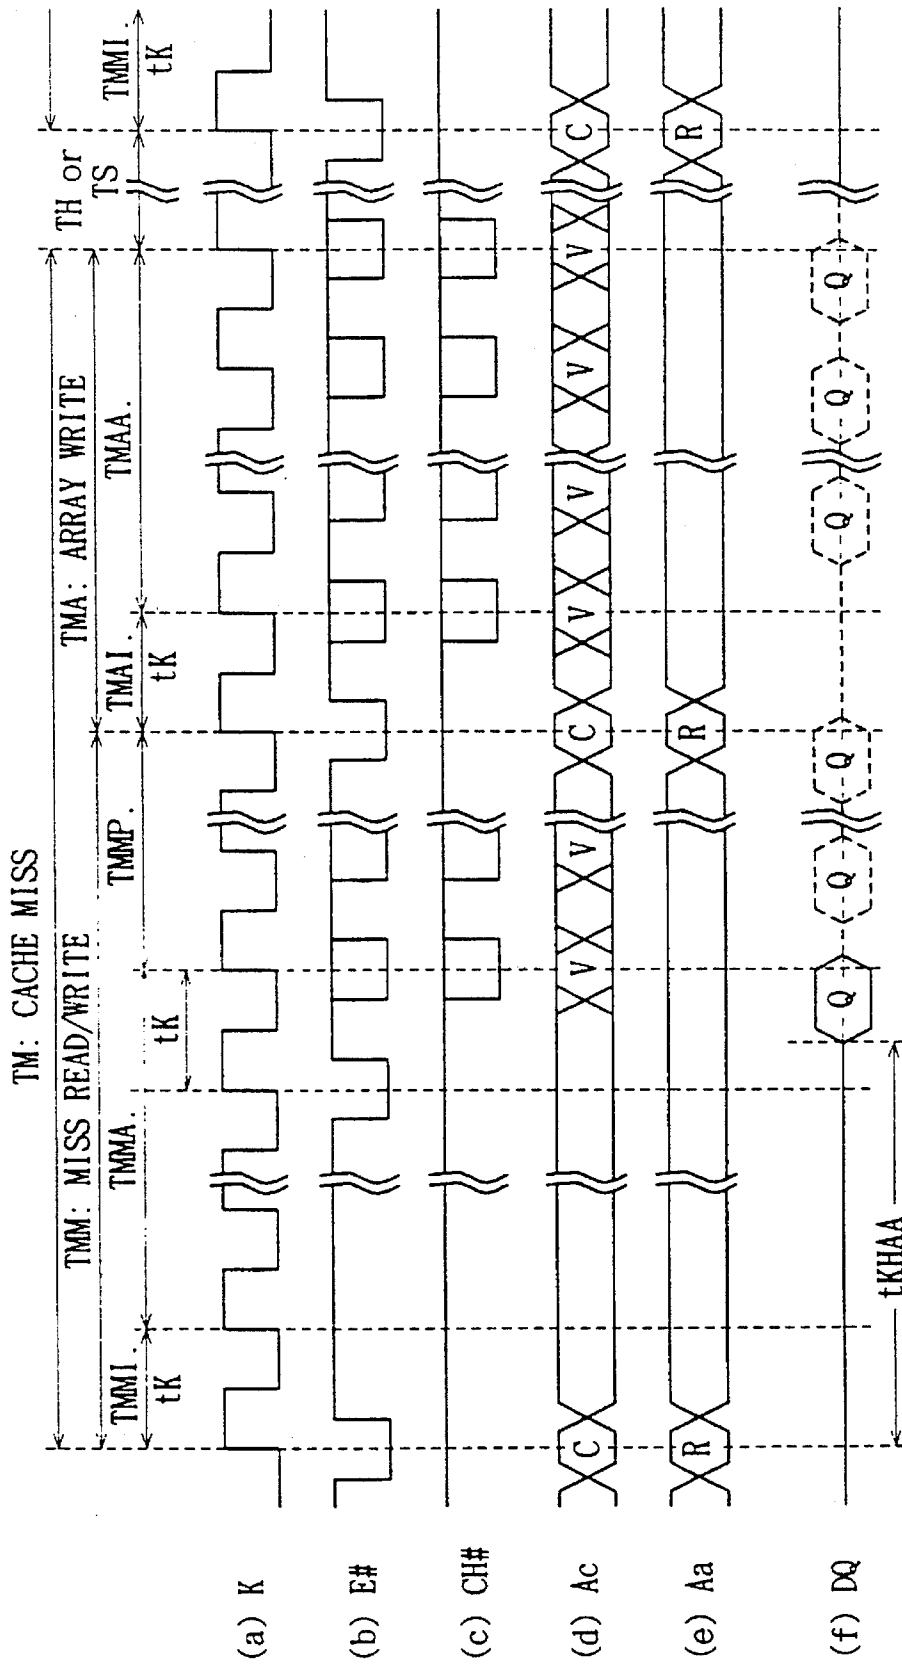 TM: CACHE MISS
TMM: MISS READ/WRITE
TMA: ARRAY WRITE
TMMI.
tK
TMMA.
tK
TMMP.
TMAI.
tK
TMAA.
TH or
TS
TMMI.
tK
(a) K
(b) E#
(c) CH#
(d) Ac
C V V C V V V V C
(e) Aa
R R R
(f) DQ
Q Q Q Q Q Q
tKHAA